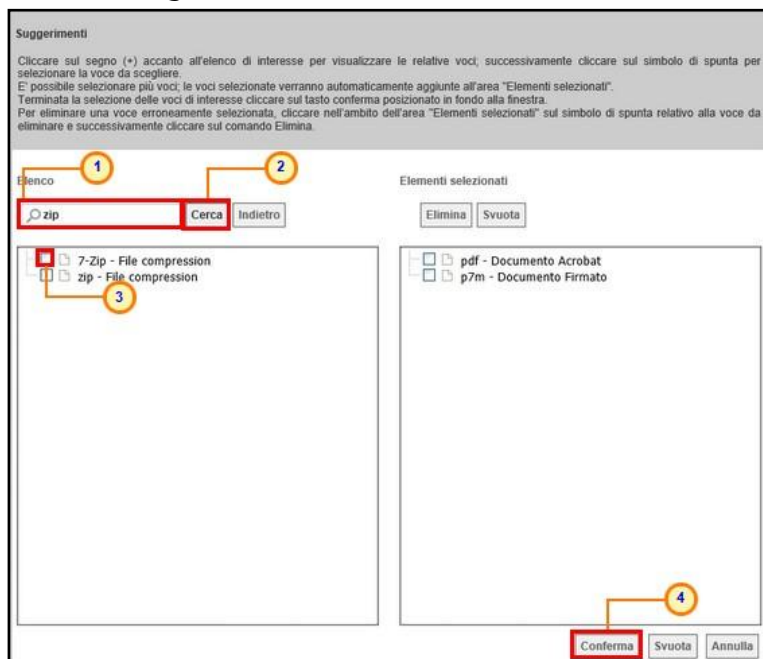 Suggerimenti
Cliccare sul segno (+) accanto all'elenco di interesse per visualizzare le relative voci; successivamente cliccare sul simbolo di spunta per
selezionare la voce da scegliere.
E' possibile selezionare più voci; le voci selezionate verranno automaticamente aggiunte all'area "Elementi selezionati".
Terminata la selezione delle voci di interesse cliccare sul tasto conferma posizionato in fondo alla finestra.
Per eliminare una voce erroneamente selezionata, cliccare nell'ambito dell'area "Elementi selezionati" sul simbolo di spunta relativo alla voce da
eliminare e successivamente cliccare sul comando Elimina.
1
2
Elenco
Elementi selezionati
zip
Cerca
Indietro
Elimina
Svuota
7-Zip - File compression
zip - File compression
3
pdf - Documento Acrobat
p7m - Documento Firmato
4
Conferma
Svuota
Annulla